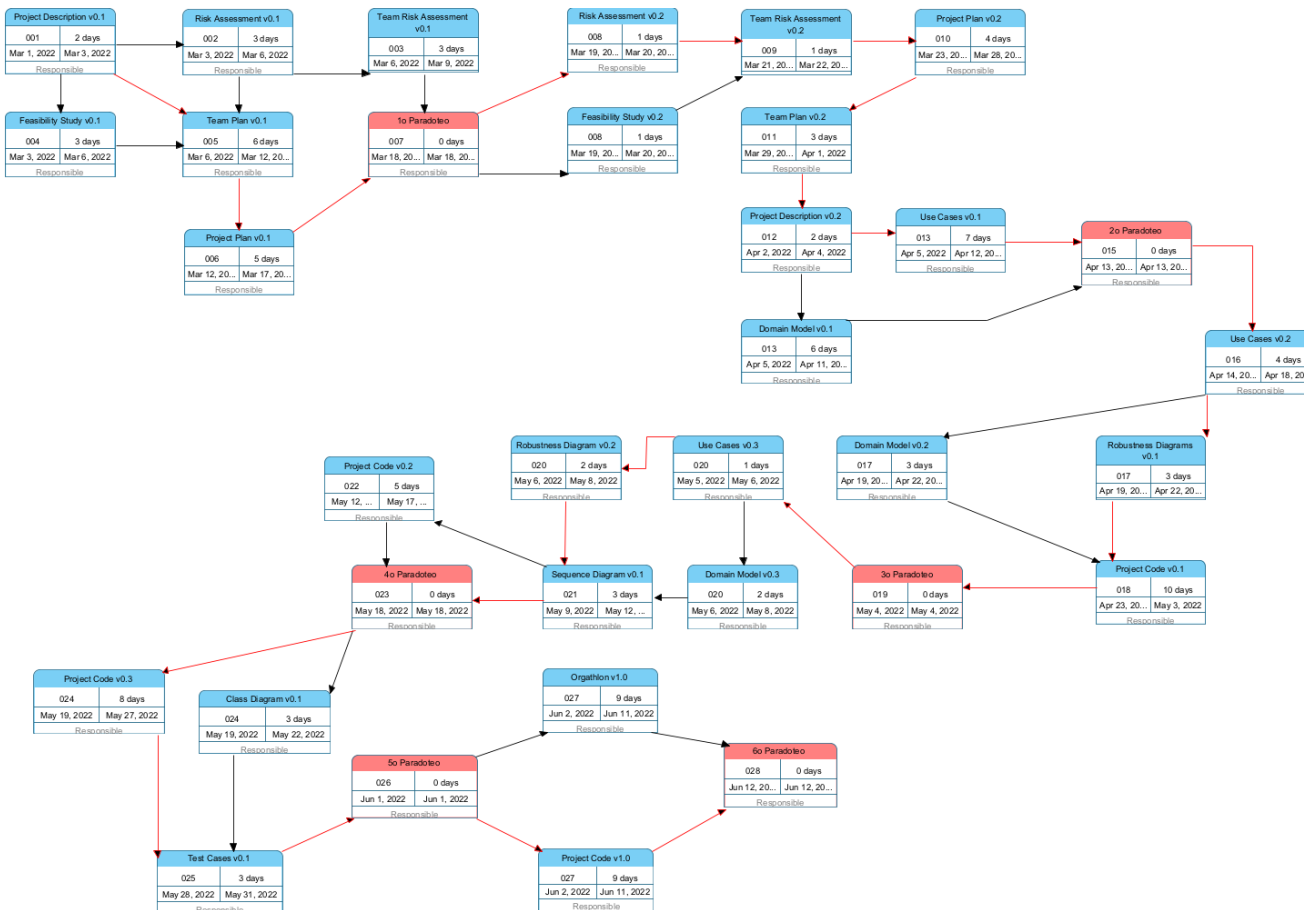 Project Description v0.1
001 2 days
Mar 1, 2022 Mar 3, 2022
Responsible
Risk Assessment v0.1
002 3 days
Mar 3, 2022 Mar 6, 2022
Responsible
Team Risk Assessment
v0.1
003 3 days
Mar 6, 2022 Mar 9, 2022
Responsible
Risk Assessment v0.2
008 1 days
Mar 19, 20... Mar 20, 20...
Responsible
Team Risk Assessment
v0.2
009 1 days
Mar 21, 20... Mar 22, 20...
Responsible
Project Plan v0.2
010 4 days
Mar 23, 20... Mar 28, 20...
Responsible
Feasibility Study v0.1
004 3 days
Mar 3, 2022 Mar 6, 2022
Responsible
Team Plan v0.1
005 6 days
Mar 6, 2022 Mar 12, 20...
Responsible
1o Paradoteo
007 0 days
Mar 18, 20... Mar 18, 20...
Responsible
Feasibility Study v0.2
008 1 days
Mar 19, 20... Mar 20, 20...
Responsible
Team Plan v0.2
011 3 days
Mar 29, 20... Apr 1, 2022
Responsible
Project Plan v0.1
006 5 days
Mar 12, 20... Mar 17, 20...
Responsible
Project Description v0.2
012 2 days
Apr 2, 2022 Apr 4, 2022
Responsible
Use Cases v0.1
013 7 days
Apr 5, 2022 Apr 12, 20...
Responsible
2o Paradoteo
015 0 days
Apr 13, 20... Apr 13, 20...
Responsible
Domain Model v0.1
013 6 days
Apr 5, 2022 Apr 11, 20...
Responsible
Use Cases v0.2
016 4 days
Apr 14, 20... Apr 18, 20
Responsible
Robustness Diagram v0.2
020 2 days
May 6, 2022 May 8, 2022
Responsible
Use Cases v0.3
020 1 days
May 5, 2022 May 6, 2022
Responsible
Domain Model v0.2
017 3 days
Apr 19, 20... Apr 22, 20...
Responsible
Robustness Diagrams
v0.1
017 3 days
Apr 19, 20... Apr 22, 20...
Responsible
Project Code v0.2
022 5 days
May 12, ... May 17, ...
Responsible
4o Paradoteo
023 0 days
May 18, 2022 May 18, 2022
Responsible
Sequence Diagram v0.1
021 3 days
May 9, 2022 May 12, ...
Responsible
Domain Model v0.3
020 2 days
May 6, 2022 May 8, 2022
Responsible
3o Paradoteo
019 0 days
May 4, 2022 May 4, 2022
Responsible
Project Code v0.1
018 10 days
Apr 23, 20... May 3, 2022
Responsible
Project Code v0.3
024 8 days
May 19, 2022 May 27, 2022
Responsible
Class Diagram v0.1
024 3 days
May 19, 2022 May 22, 2022
Responsible
Orgathlon v1.0
027 9 days
Jun 2, 2022 Jun 11, 2022
Responsible
5o Paradoteo
026 0 days
Jun 1, 2022 Jun 1, 2022
Responsible
6o Paradoteo
028 0 days
Jun 12, 20... Jun 12, 20...
Responsible
Test Cases v0.1
025 3 days
May 28, 2022 May 31, 2022
Responsible
Project Code v1.0
027 9 days
Jun 2, 2022 Jun 11, 2022
Responsible